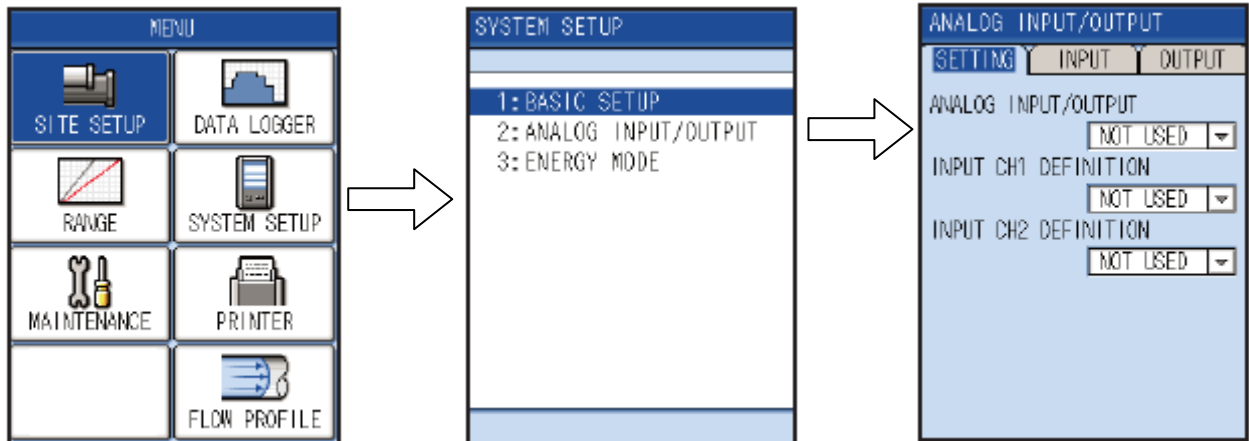 MENU
SITE SETUP
DATA LOGGER
RANGE
SYSTEM SETUP
MAINTENANCE
PRINTER
FLOW PROFILE
SYSTEM SETUP
1:BASIC SETUP
2:ANALOG INPUT/OUTPUT
3:ENERGY MODE
ANALOG INPUT/OUTPUT
SETTING INPUT OUTPUT
ANALOG INPUT/OUTPUT
NOT USED
INPUT CH1 DEFINITION
NOT USED
INPUT CH2 DEFINITION
NOT USED